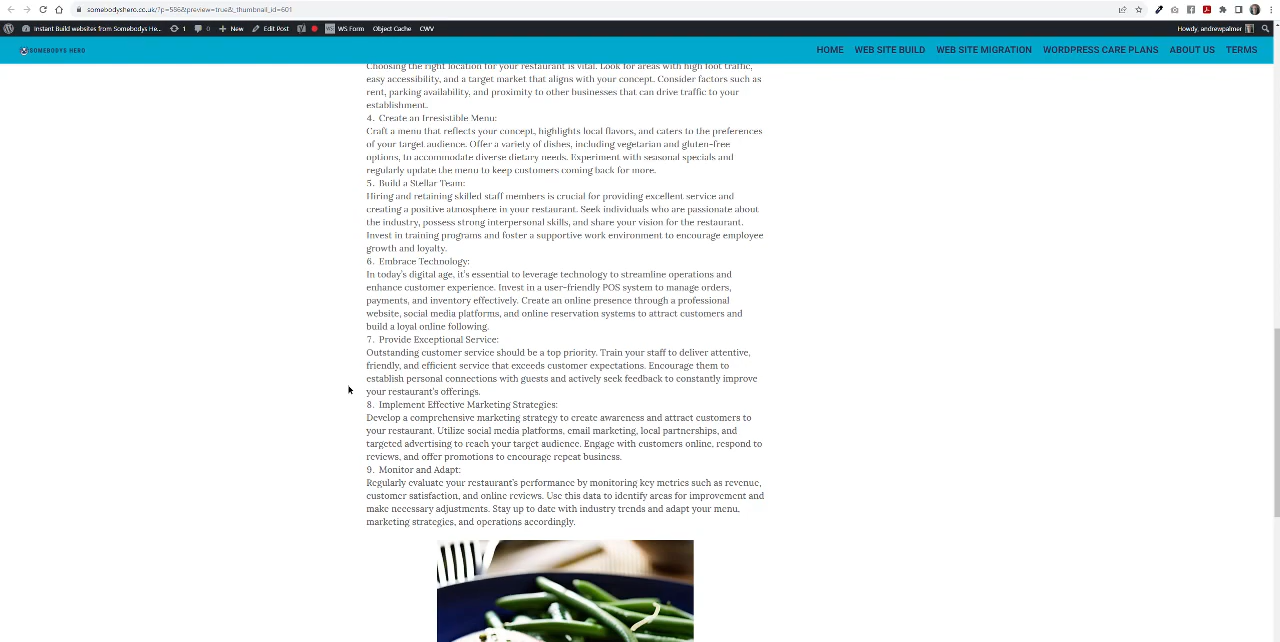 somebodyshero.co.uk/?p=556&preview=true&_thumbnail_id=601
Instant Build websites from Somebodys He... 1 0 New Edit Post WS Form Object Cache CWV Howdy, andrewpalmer
SOMEBODYS HERO HOME WEB SITE BUILD WEB SITE MIGRATION WORDPRESS CARE PLANS ABOUT US TERMS
Choosing the right location for your restaurant is vital. Look for areas with high foot traffic,
easy accessibility, and a target market that aligns with your concept. Consider factors such as
rent, parking availability, and proximity to other businesses that can drive traffic to your
establishment.
4. Create an Irresistible Menu:
Craft a menu that reflects your concept, highlights local flavors, and caters to the preferences
of your target audience. Offer a variety of dishes, including vegetarian and gluten-free
options, to accommodate diverse dietary needs. Experiment with seasonal specials and
regularly update the menu to keep customers coming back for more.
5. Build a Stellar Team:
Hiring and retaining skilled staff members is crucial for providing excellent service and
creating a positive atmosphere in your restaurant. Seek individuals who are passionate about
the industry, possess strong interpersonal skills, and share your vision for the restaurant.
Invest in training programs and foster a supportive work environment to encourage employee
growth and loyalty.
6. Embrace Technology:
In today's digital age, it's essential to leverage technology to streamline operations and
enhance customer experience. Invest in a user-friendly POS system to manage orders,
payments, and inventory effectively. Create an online presence through a professional
website, social media platforms, and online reservation systems to attract customers and
build a loyal online following.
7. Provide Exceptional Service:
Outstanding customer service should be a top priority. Train your staff to deliver attentive,
friendly, and efficient service that exceeds customer expectations. Encourage them to
establish personal connections with guests and actively seek feedback to constantly improve
your restaurant's offerings.
8. Implement Effective Marketing Strategies:
Develop a comprehensive marketing strategy to create awareness and attract customers to
your restaurant. Utilize social media platforms, email marketing, local partnerships, and
targeted advertising to reach your target audience. Engage with customers online, respond to
reviews, and offer promotions to encourage repeat business.
9. Monitor and Adapt:
Regularly evaluate your restaurant's performance by monitoring key metrics such as revenue,
customer satisfaction, and online reviews. Use this data to identify areas for improvement and
make necessary adjustments. Stay up to date with industry trends and adapt your menu,
marketing strategies, and operations accordingly.